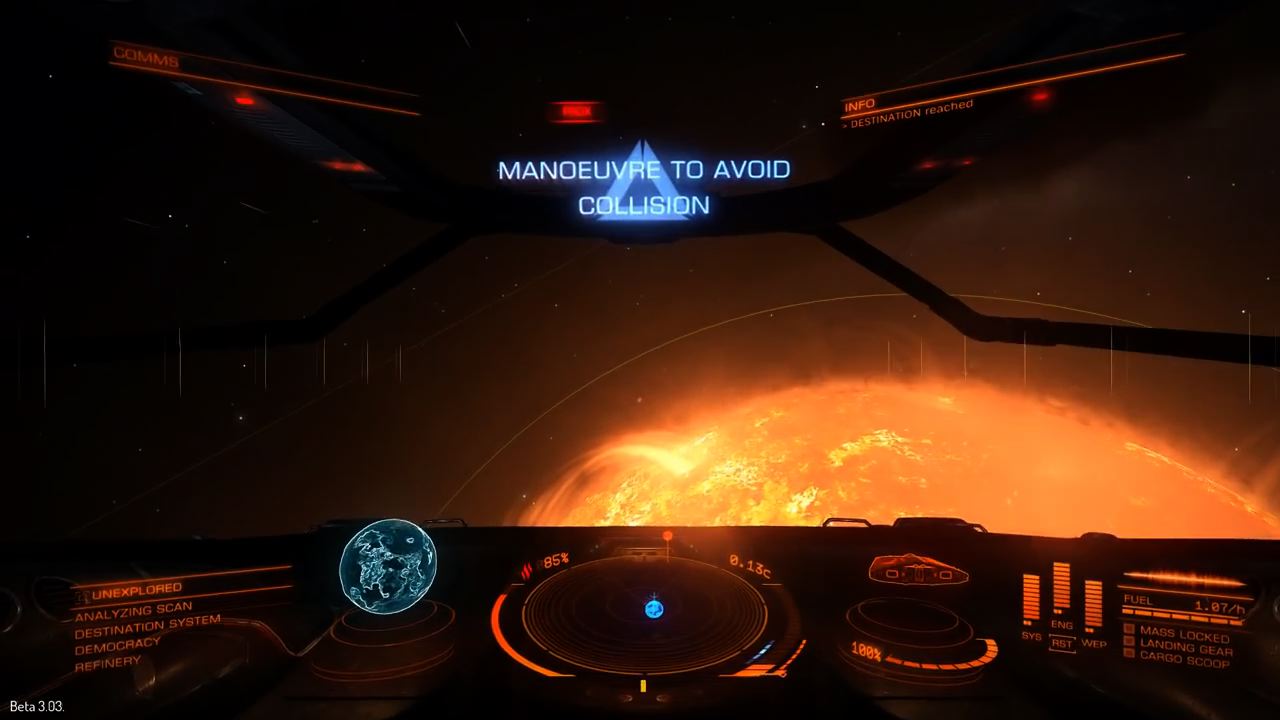 COMMS
INFO
> DESTINATION reached
MANOEUVRE TO AVOID
COLLISION
85%
0.13c
UNEXPLORED
ANALYZING SCAN
DESTINATION SYSTEM
DEMOCRACY
REFINERY
100%
SYS
ENG
RST
WEP
FUEL 1.07/h
MASS LOCKED
LANDING GEAR
CARGO SCOOP
Beta 3.03.